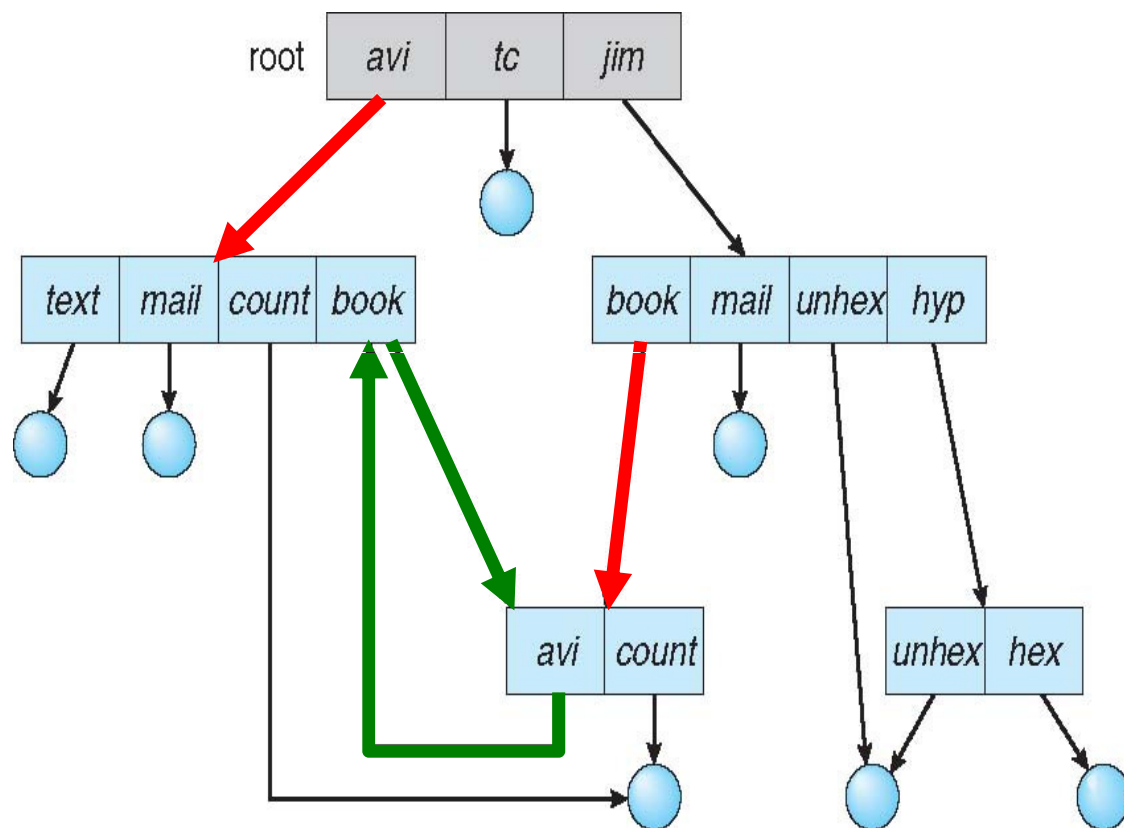 root avi tc jim
text mail count book book mail unhex hyp
avi count unhex hex